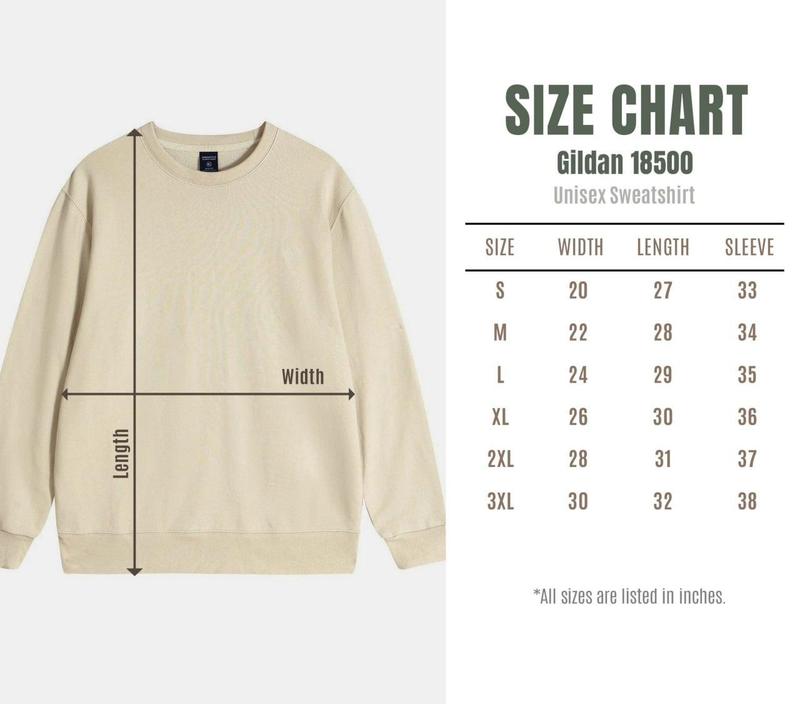 SIZE CHART
Gildan 18500
Unisex Sweatshirt
SIZE WIDTH LENGTH SLEEVE
S 20 27 33
M 22 28 34
L 24 29 35
XL 26 30 36
2XL 28 31 37
3XL 30 32 38
*All sizes are listed in inches.
Width
Length